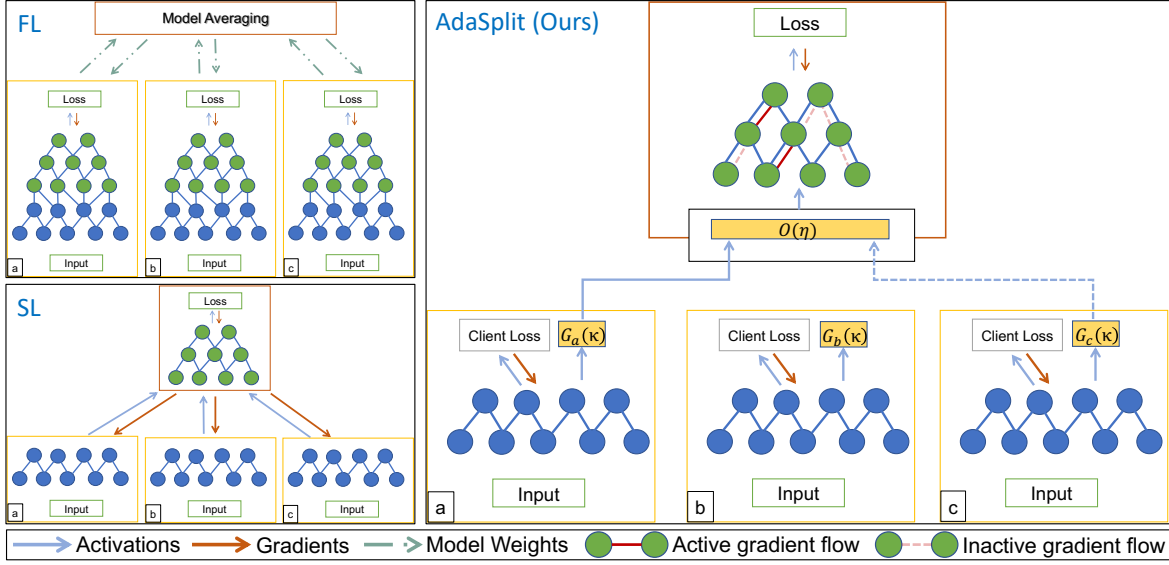 FL
Model Averaging
Loss
Loss
Loss
Input
Input
Input
a
b
c
SL
Loss
Input
Input
Input
a
b
c
AdaSplit (Ours)
Loss
O(η)
Client Loss
G_a(κ)
Client Loss
G_b(κ)
Client Loss
G_c(κ)
Input
Input
Input
a
b
c
Activations Gradients Model Weights Active gradient flow Inactive gradient flow